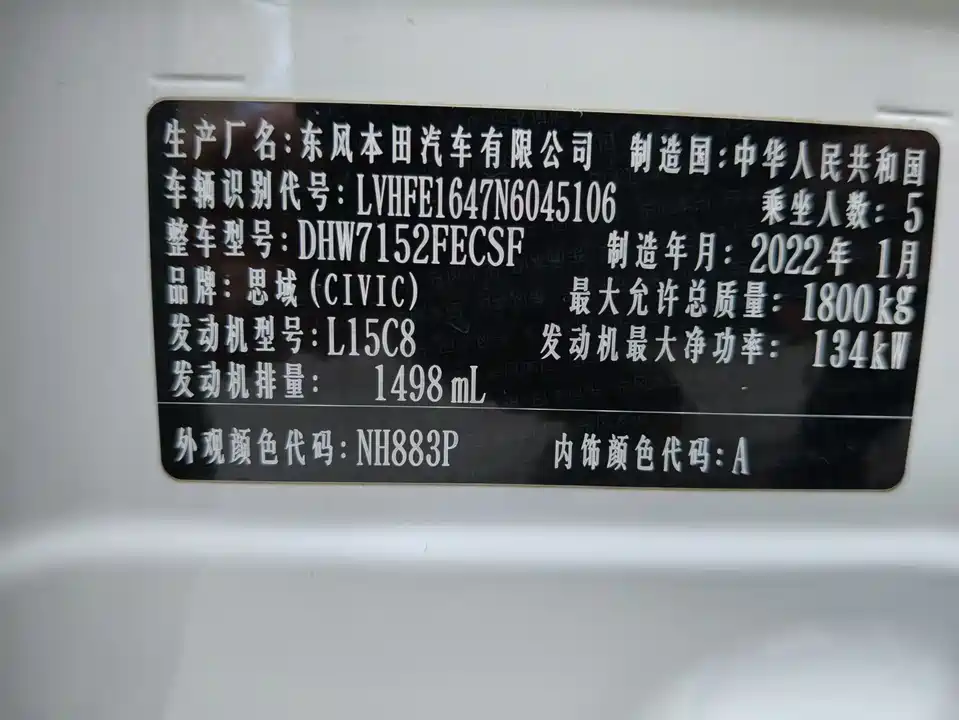 生产厂名：东风本田汽车有限公司 制造国：中华人民共和国
车辆识别代号：LVHFE1647N6045106 乘坐人数：5
整车型号：DHW7152FECSF 制造年月：2022年 1月
品牌：思域(CIVIC) 最大允许总质量：1800kg
发动机型号：L15C8 发动机最大净功率：134kW
发动机排量：1498mL
外观颜色代码：NH883P 内饰颜色代码：A